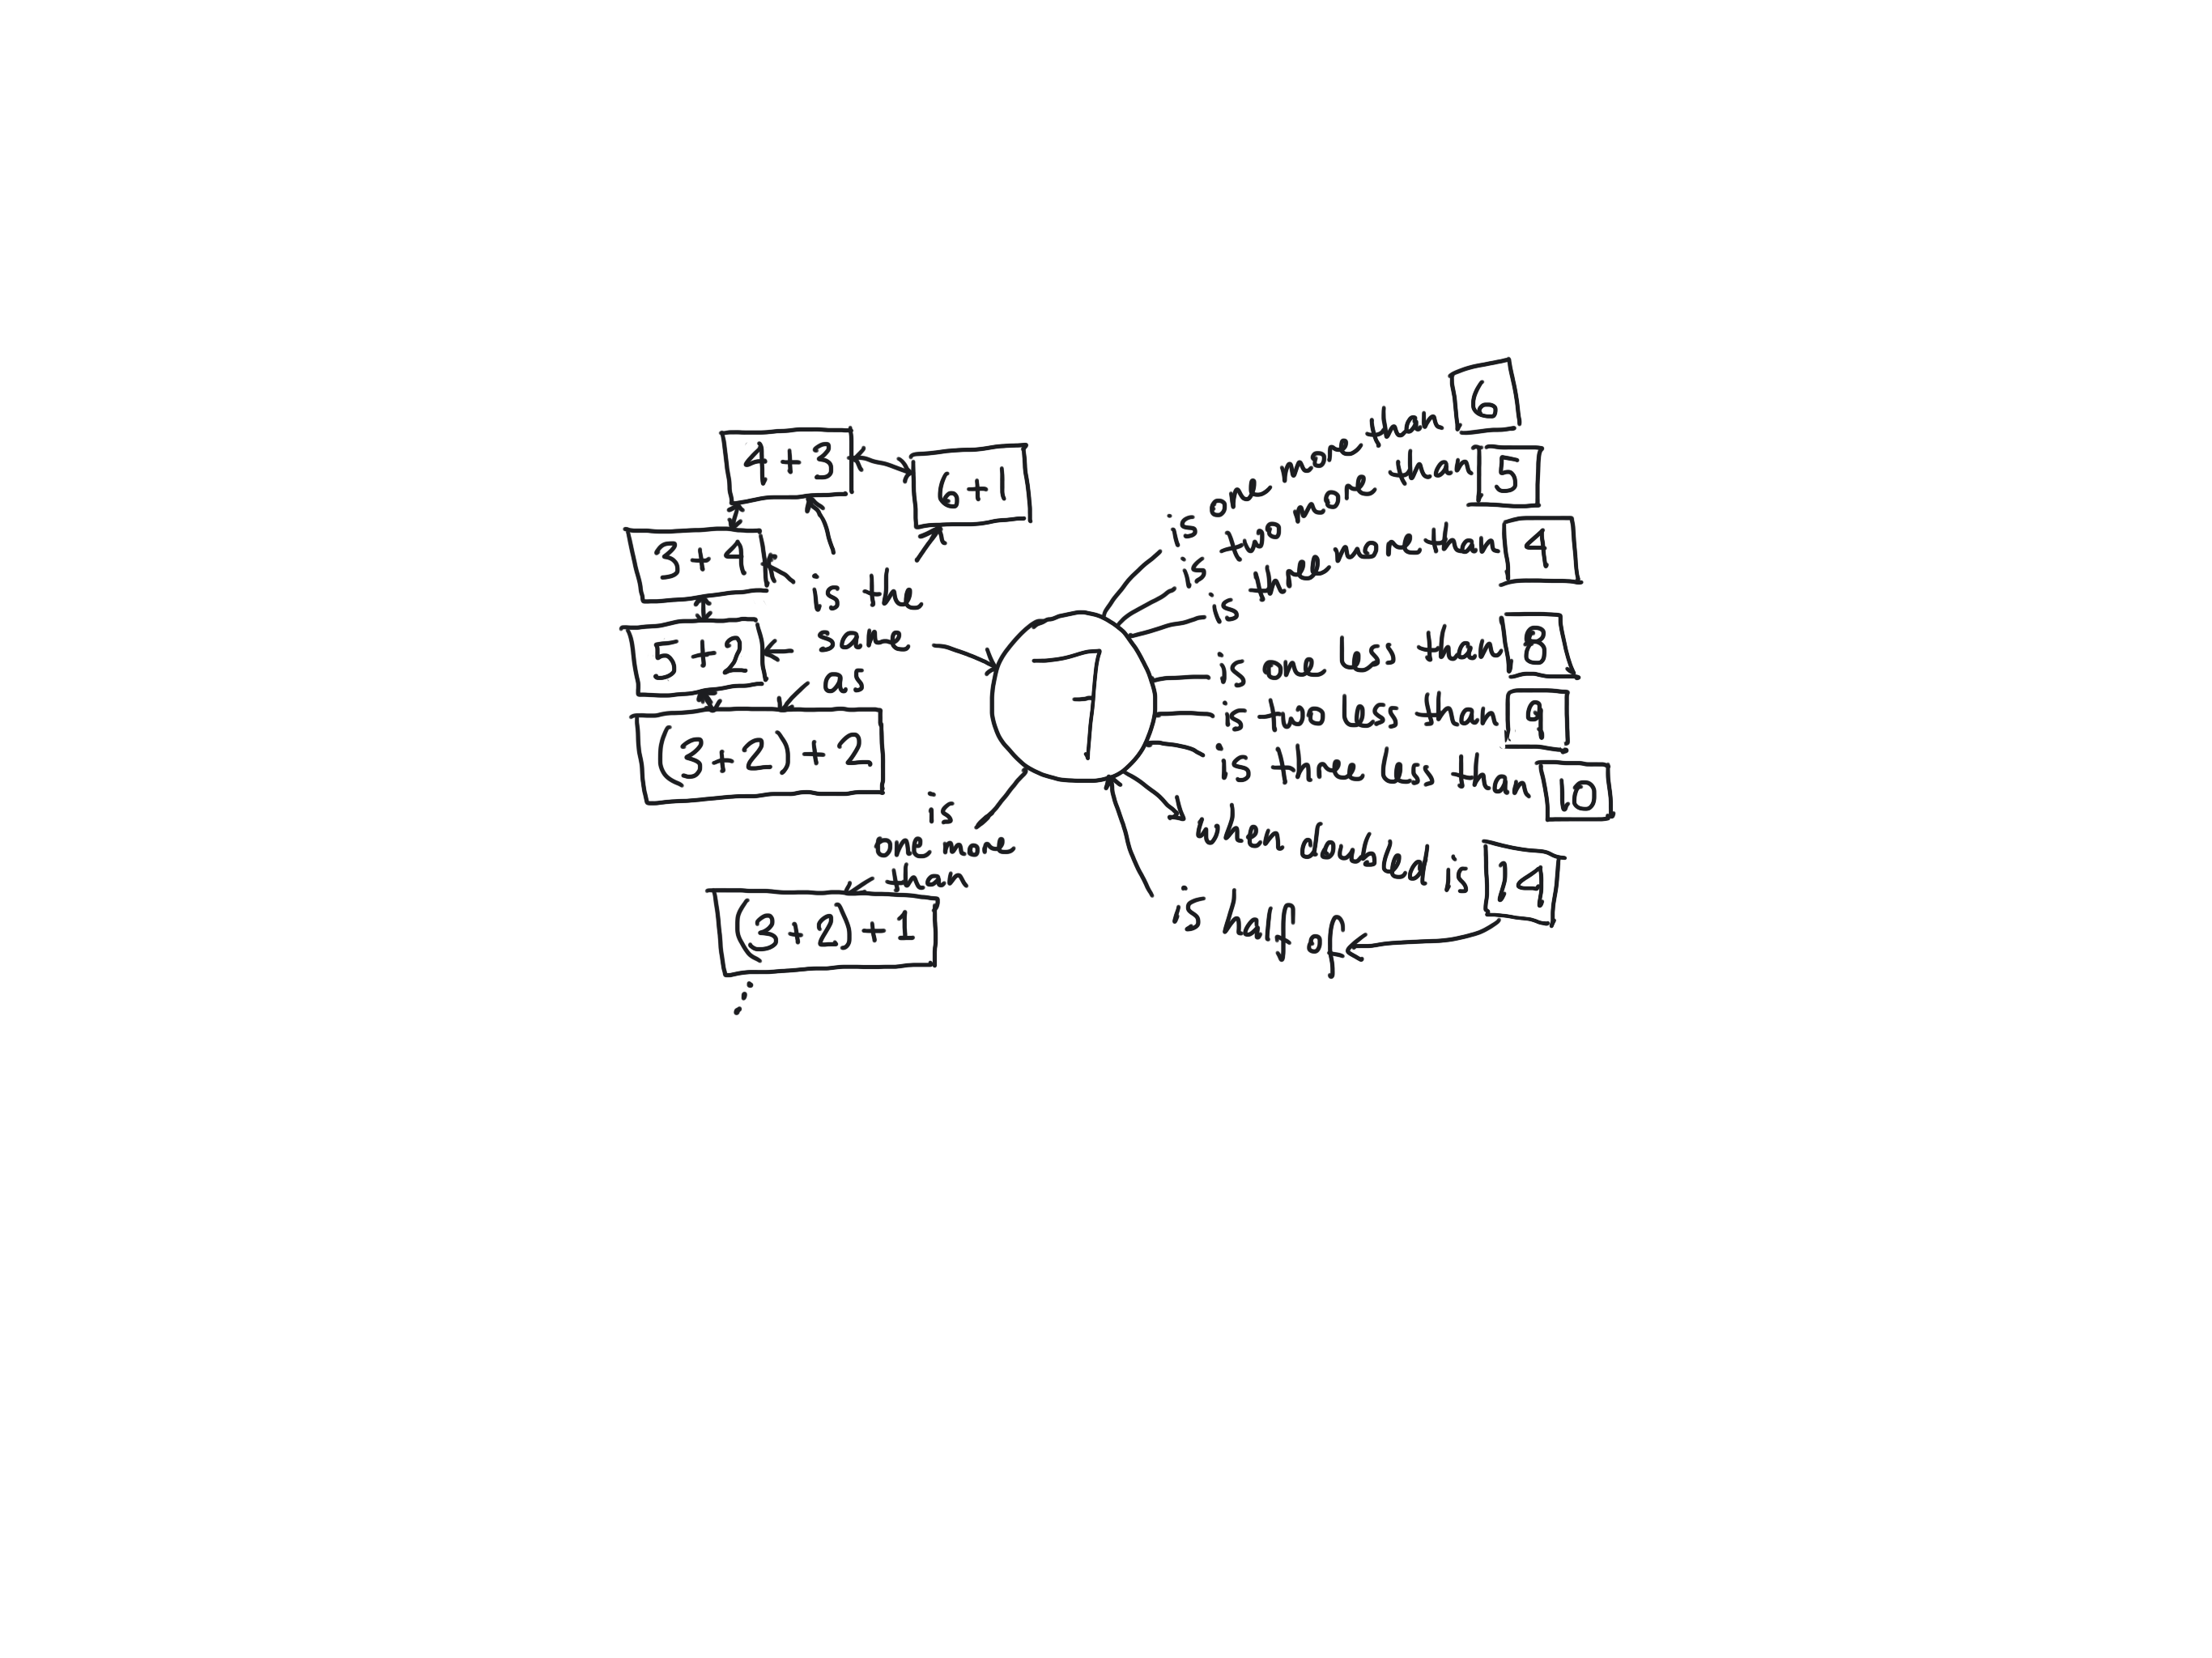 4+3
6+1
3+4
5+2
(3+2)+2
is the
same
as
7
is one more than 6
is two more than 5
is three more than 4
is one less than 8
is two less than 9
is three less than 10
when doubled is 14
is half of
is
one more
than
(3+2)+1
...